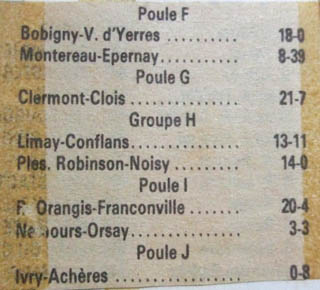 Poule F
Bobigny-V. d'Yerres .......... 18-0
Montereau-Epernay ........ 8-39
Poule G
Clermont-Clois ............... 21-7
Groupe H
Limay-Conflans .............. 13-11
Ples. Robinson-Noisy ......... 14-0
Poule I
Orangis-Franconville ........ 20-4
ours-Orsay ............... 3-3
Poule J
Ivry-Achères ................. 0-8